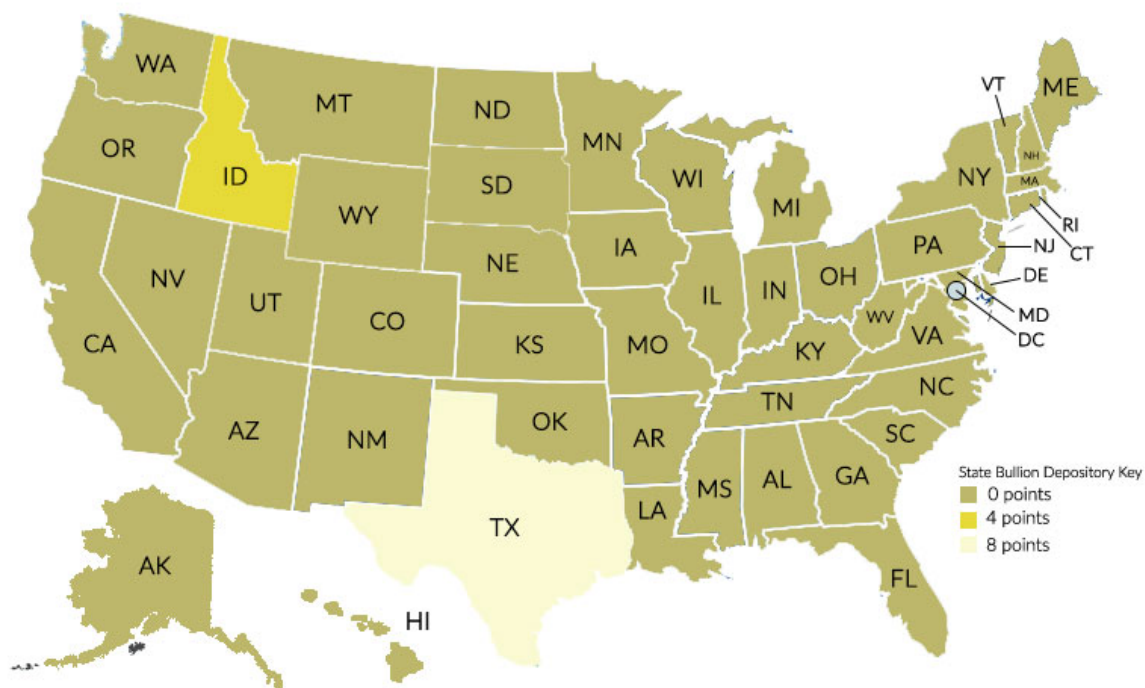 WA
MT
ND
MN
VT
ME
OR
ID
SD
WI
NH
NY
MA
WY
MI
RI
CT
NV
UT
NE
IA
PA
NJ
DE
CA
CO
IL
IN
OH
WV
MD
DC
KS
MO
KY
VA
AZ
NM
OK
AR
TN
NC
SC
TX
LA
MS
AL
GA
State Bullion Depository Key
0 points
4 points
8 points
AK
HI
FL